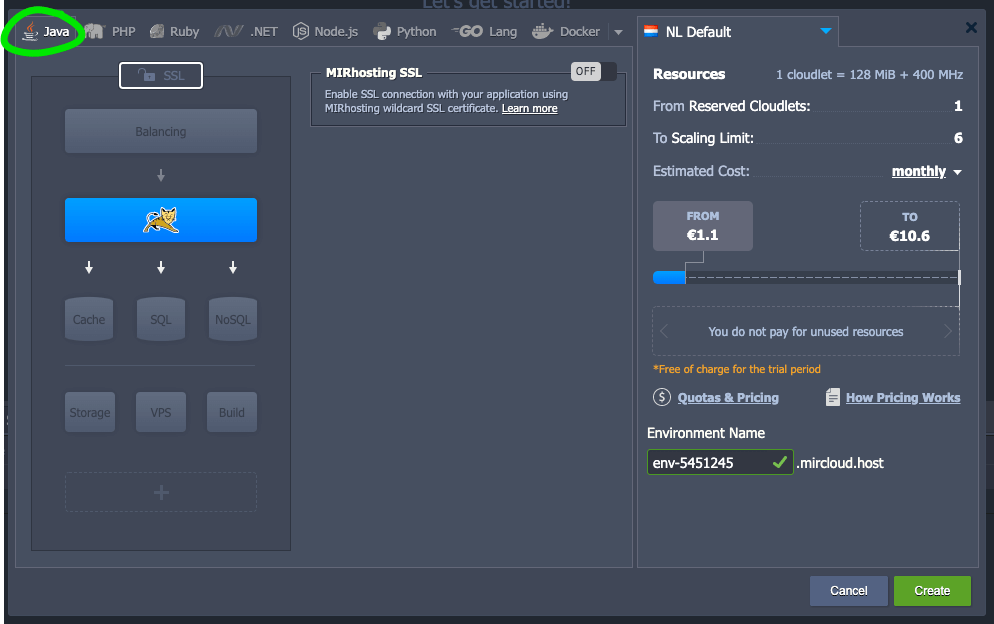 Let's get started!
Java
PHP
Ruby
.NET
Node.js
Python
Lang
Docker
NL Default
SSL
Balancing
Cache
SQL
NoSQL
Storage
VPS
Build
+
MIRhosting SSL
OFF
Enable SSL connection with your application using
MIRhosting wildcard SSL certificate. Learn more
Resources
1 cloudlet = 128 MiB + 400 MHz
From Reserved Cloudlets:
1
To Scaling Limit:
6
Estimated Cost:
monthly
FROM
€1.1
TO
€10.6
You do not pay for unused resources
*Free of charge for the trial period
$
Quotas & Pricing
How Pricing Works
Environment Name
env-5451245
.mircloud.host
Cancel
Create